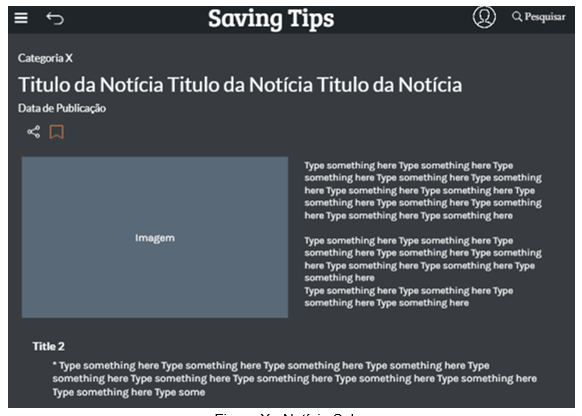 Saving Tips
Pesquisar
Categoria X
Titulo da Notícia Titulo da Notícia Titulo da Notícia
Data de Publicação
Imagem
Type something here Type something here Type
something here Type something here Type something
here Type something here Type something here Type
something here Type something here Type something
here Type something here Type something here
Type something here Type something here Type
something here Type something here Type something
here Type something here Type something here Type
something here
Type something here Type something here Type
something here Type something here
Title 2
* Type something here Type something here Type something here Type something here Type
something here Type something here Type something here Type something here Type something here
Type something here Type some